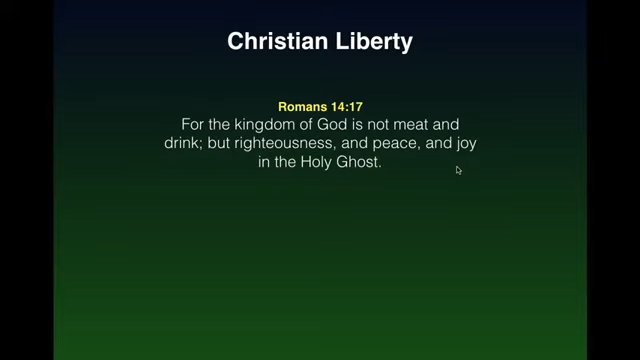 Christian Liberty
Romans 14:17
For the kingdom of God is not meat and
drink; but righteousness, and peace, and joy
in the Holy Ghost.